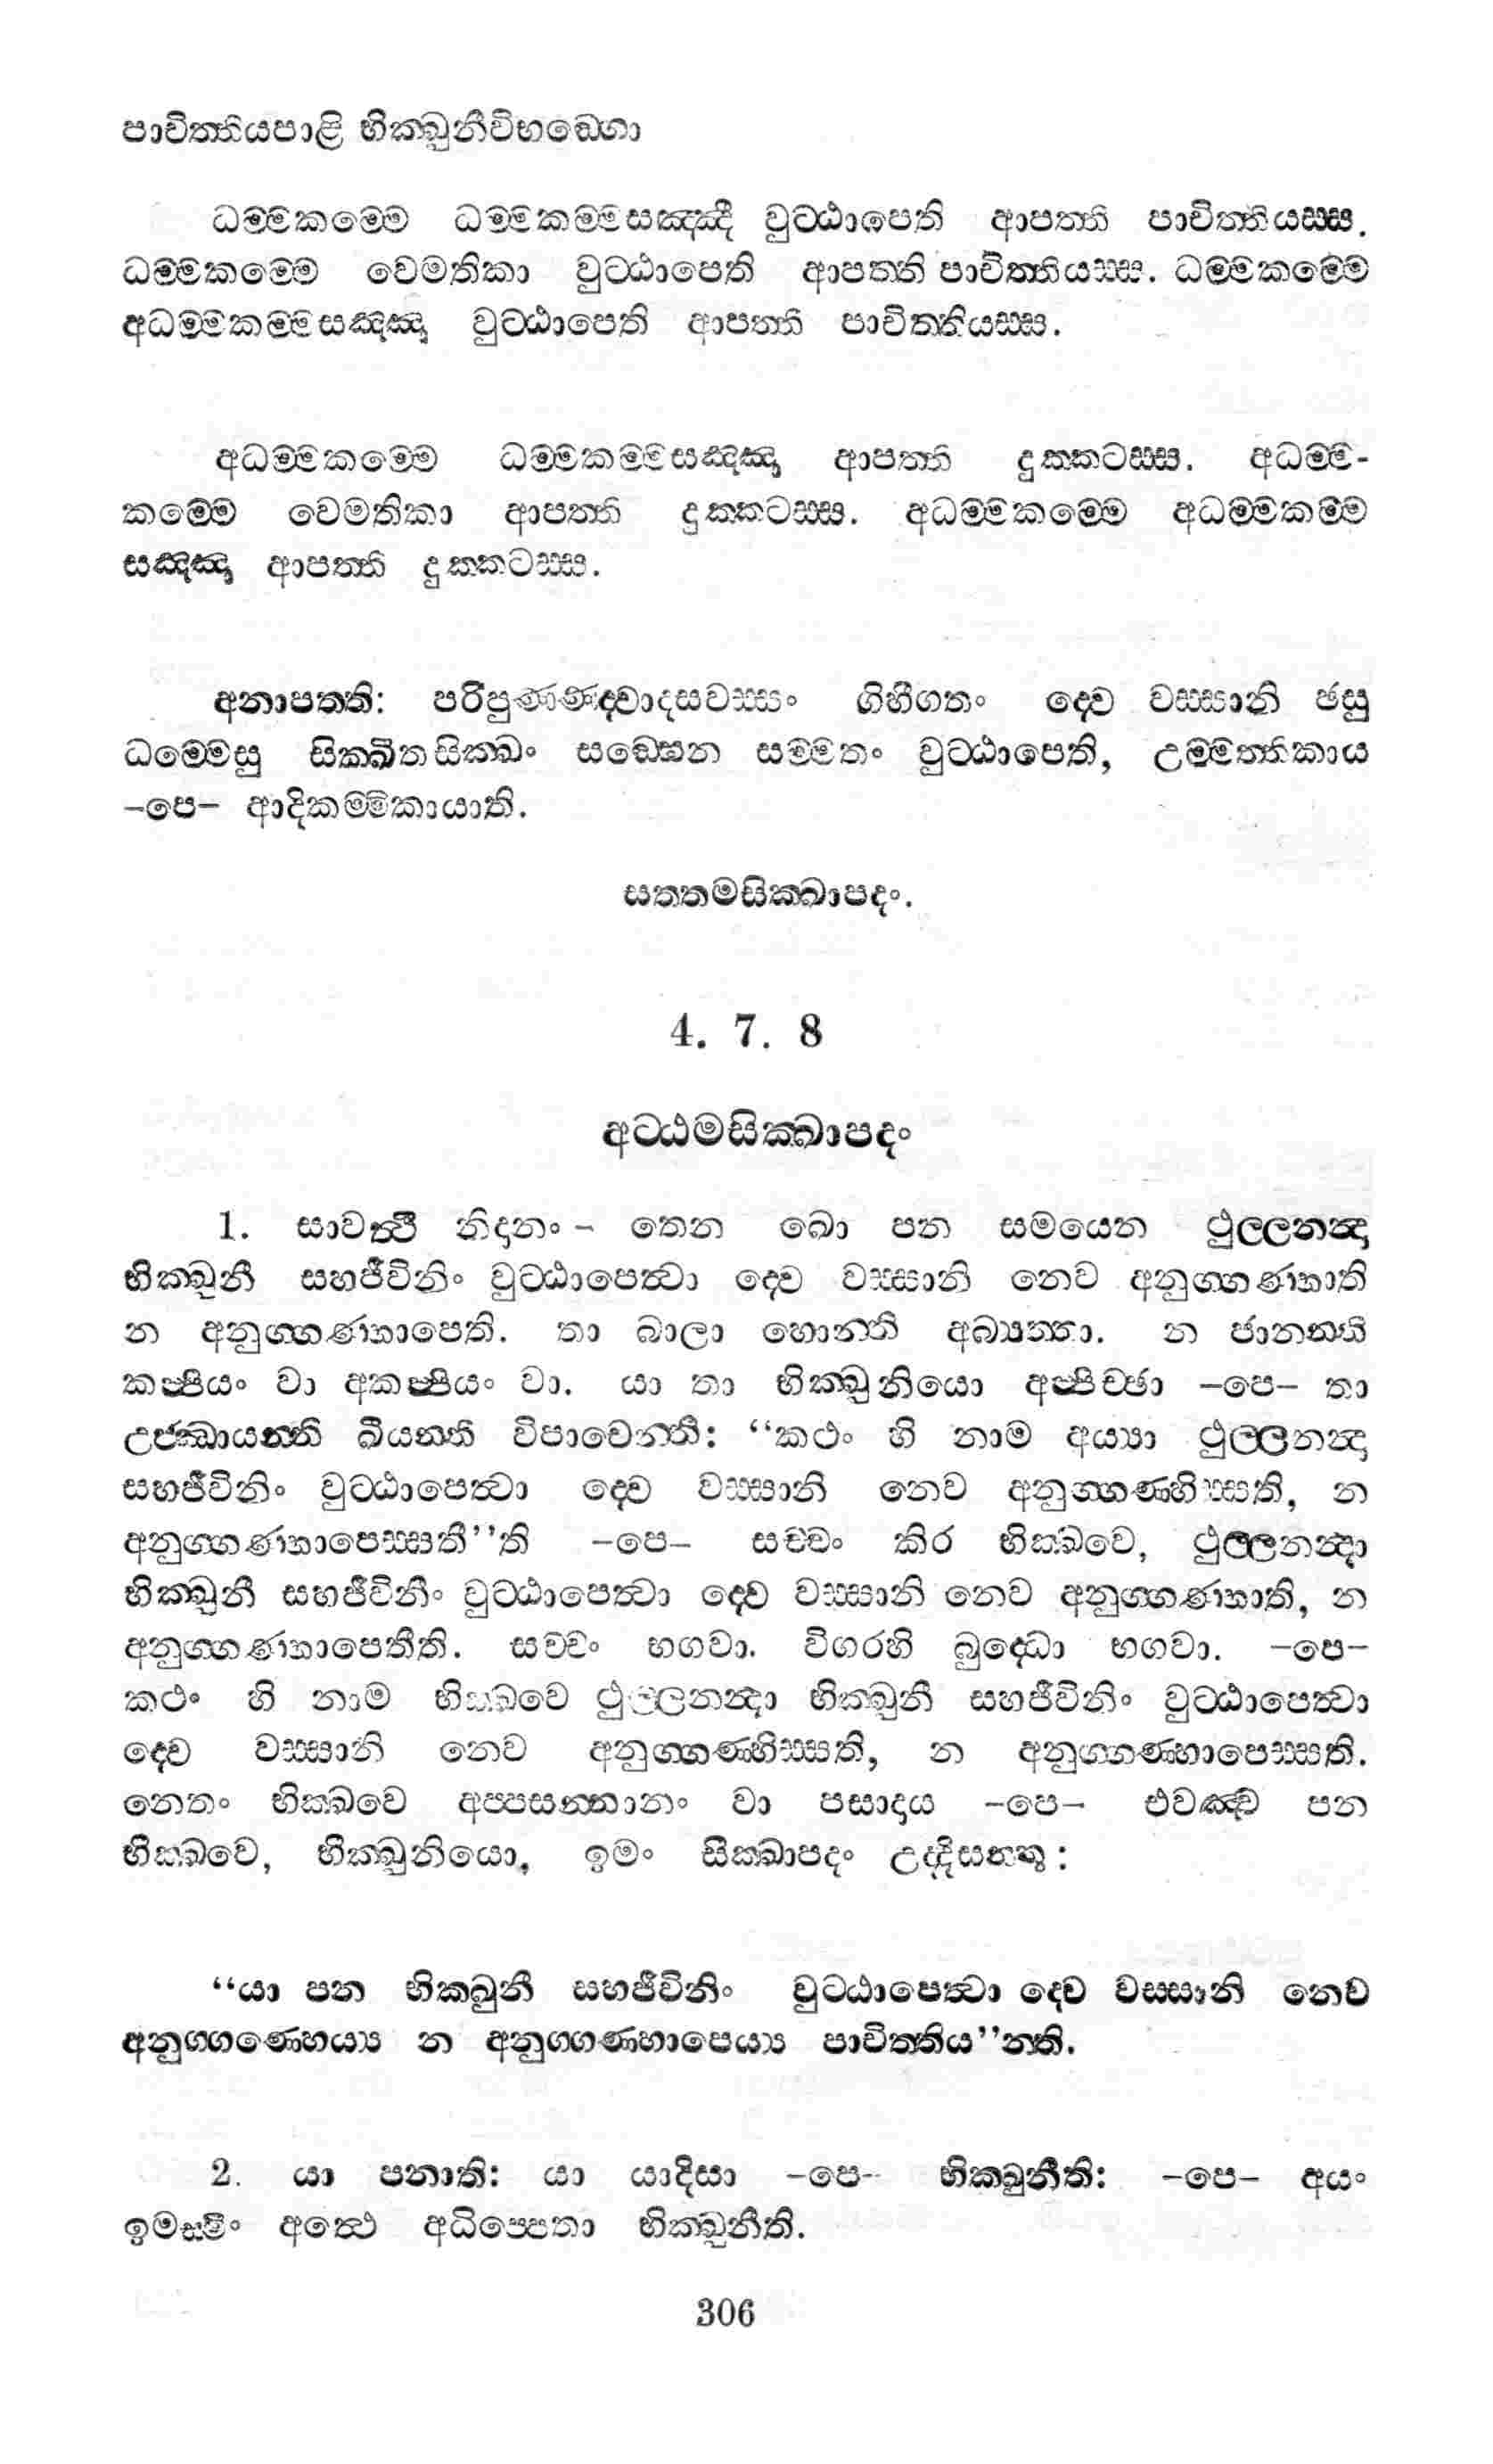 පාචිත්තියපාළි භික්ඛුනීවිභඞ්ගො
ධම්මකම්මෙ ධම්මකම්මසඤ්ඤී වුට්ඨාපෙති ආපත්ති පාචිත්තියස්ස.
ධම්මකම්මෙ වෙමතිකා වුට්ඨාපෙති ආපත්ති පාචිත්තියස්ස. ධම්මකම්මෙ
අධම්මකම්මසඤ්ඤා වුට්ඨාපෙති ආපත්ති පාචිත්තියස්ස.
අධම්මකම්මෙ ධම්මකම්මසඤ්ඤා ආපත්ති දුක්කටස්ස. අධම්ම-
කම්මෙ වෙමතිකා ආපත්ති දුක්කටස්ස. අධම්මකම්මෙ අධම්මකම්ම
සඤ්ඤා ආපත්ති දුක්කටස්ස.
අනාපත්ති: පරිපුණ්ණද්වාදසවස්සං ගිහීගතං ද්වෙ වස්සානි ඡසු
ධම්මෙසු සික්ඛිතසික්ඛං සඞ්ඝෙන සම්මතං වුට්ඨාපෙති, උම්මත්තිකාය
-පෙ- ආදිකම්මිකායාති.
සත්තමසික්ඛාපදං.
4. 7. 8
අට්ඨමසික්ඛාපදං
1. සාවත්ථි නිදානං - තෙන ඛො පන සමයෙන ථුල්ලනන්දා
භික්ඛුනී සහජීවිනිං වුට්ඨාපෙත්වා ද්වෙ වස්සානි නෙව අනුග්ගණ්හාති
න අනුග්ගණ්හාපෙති. තා බාලා හොන්ති අබ්‍යත්තා. න ජානන්ති
කප්පියං වා අකප්පියං වා. යා තා භික්ඛුනියො අප්පිච්ඡා -පෙ- තා
උජ්ඣායන්ති ඛීයන්ති විපාචෙන්ති: “කථං හි නාම අය්‍යා ථුල්ලනන්දා
සහජීවිනිං වුට්ඨාපෙත්වා ද්වෙ වස්සානි නෙව අනුග්ගණ්හිස්සති, න
අනුග්ගණ්හාපෙස්සතී’’ති -පෙ- සච්චං කිර භික්ඛවෙ, ථුල්ලනන්දා
භික්ඛුනී සහජීවිනිං වුට්ඨාපෙත්වා ද්වෙ වස්සානි නෙව අනුග්ගණ්හාති, න
අනුග්ගණ්හාපෙතීති. සච්චං භගවා. විගරහි බුද්ධො භගවා. -පෙ-
කථං හි නාම භික්ඛවෙ ථුල්ලනන්දා භික්ඛුනී සහජීවිනිං වුට්ඨාපෙත්වා
ද්වෙ වස්සානි නෙව අනුග්ගණ්හිස්සති, න අනුග්ගණ්හාපෙස්සති.
නෙතං භික්ඛවෙ අප්පසන්නානං වා පසාදාය -පෙ- එවඤ්ච පන
භික්ඛවෙ, භික්ඛුනියො, ඉමං සික්ඛාපදං උද්දිසන්තු:
“යා පන භික්ඛුනී සහජීවිනිං වුට්ඨාපෙත්වා ද්වෙ වස්සානි නෙව
අනුග්ගණ්හෙය්‍ය න අනුග්ගණ්හාපෙය්‍ය පාචිත්තිය’’න්ති.
2. යා පනාති: යා යාදිසා -පෙ- භික්ඛුනීති: -පෙ- අයං
ඉමස්මිං අත්ථෙ අධිප්පෙතා භික්ඛුනීති.
306